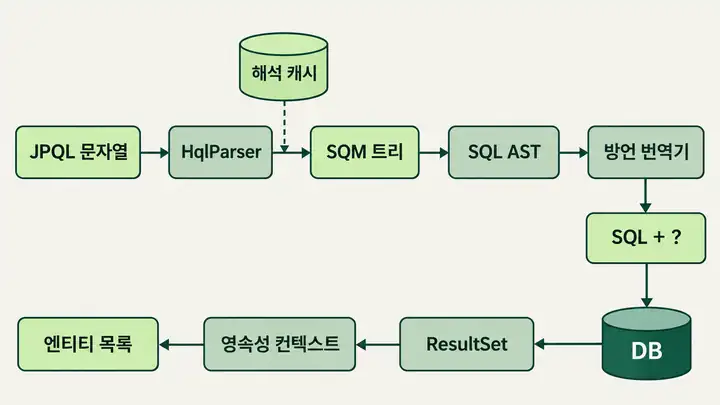 해석 캐시
JPQL 문자열
HqlParser
SQM 트리
SQL AST
방언 번역기
SQL + ?
엔티티 목록
영속성 컨텍스트
ResultSet
DB